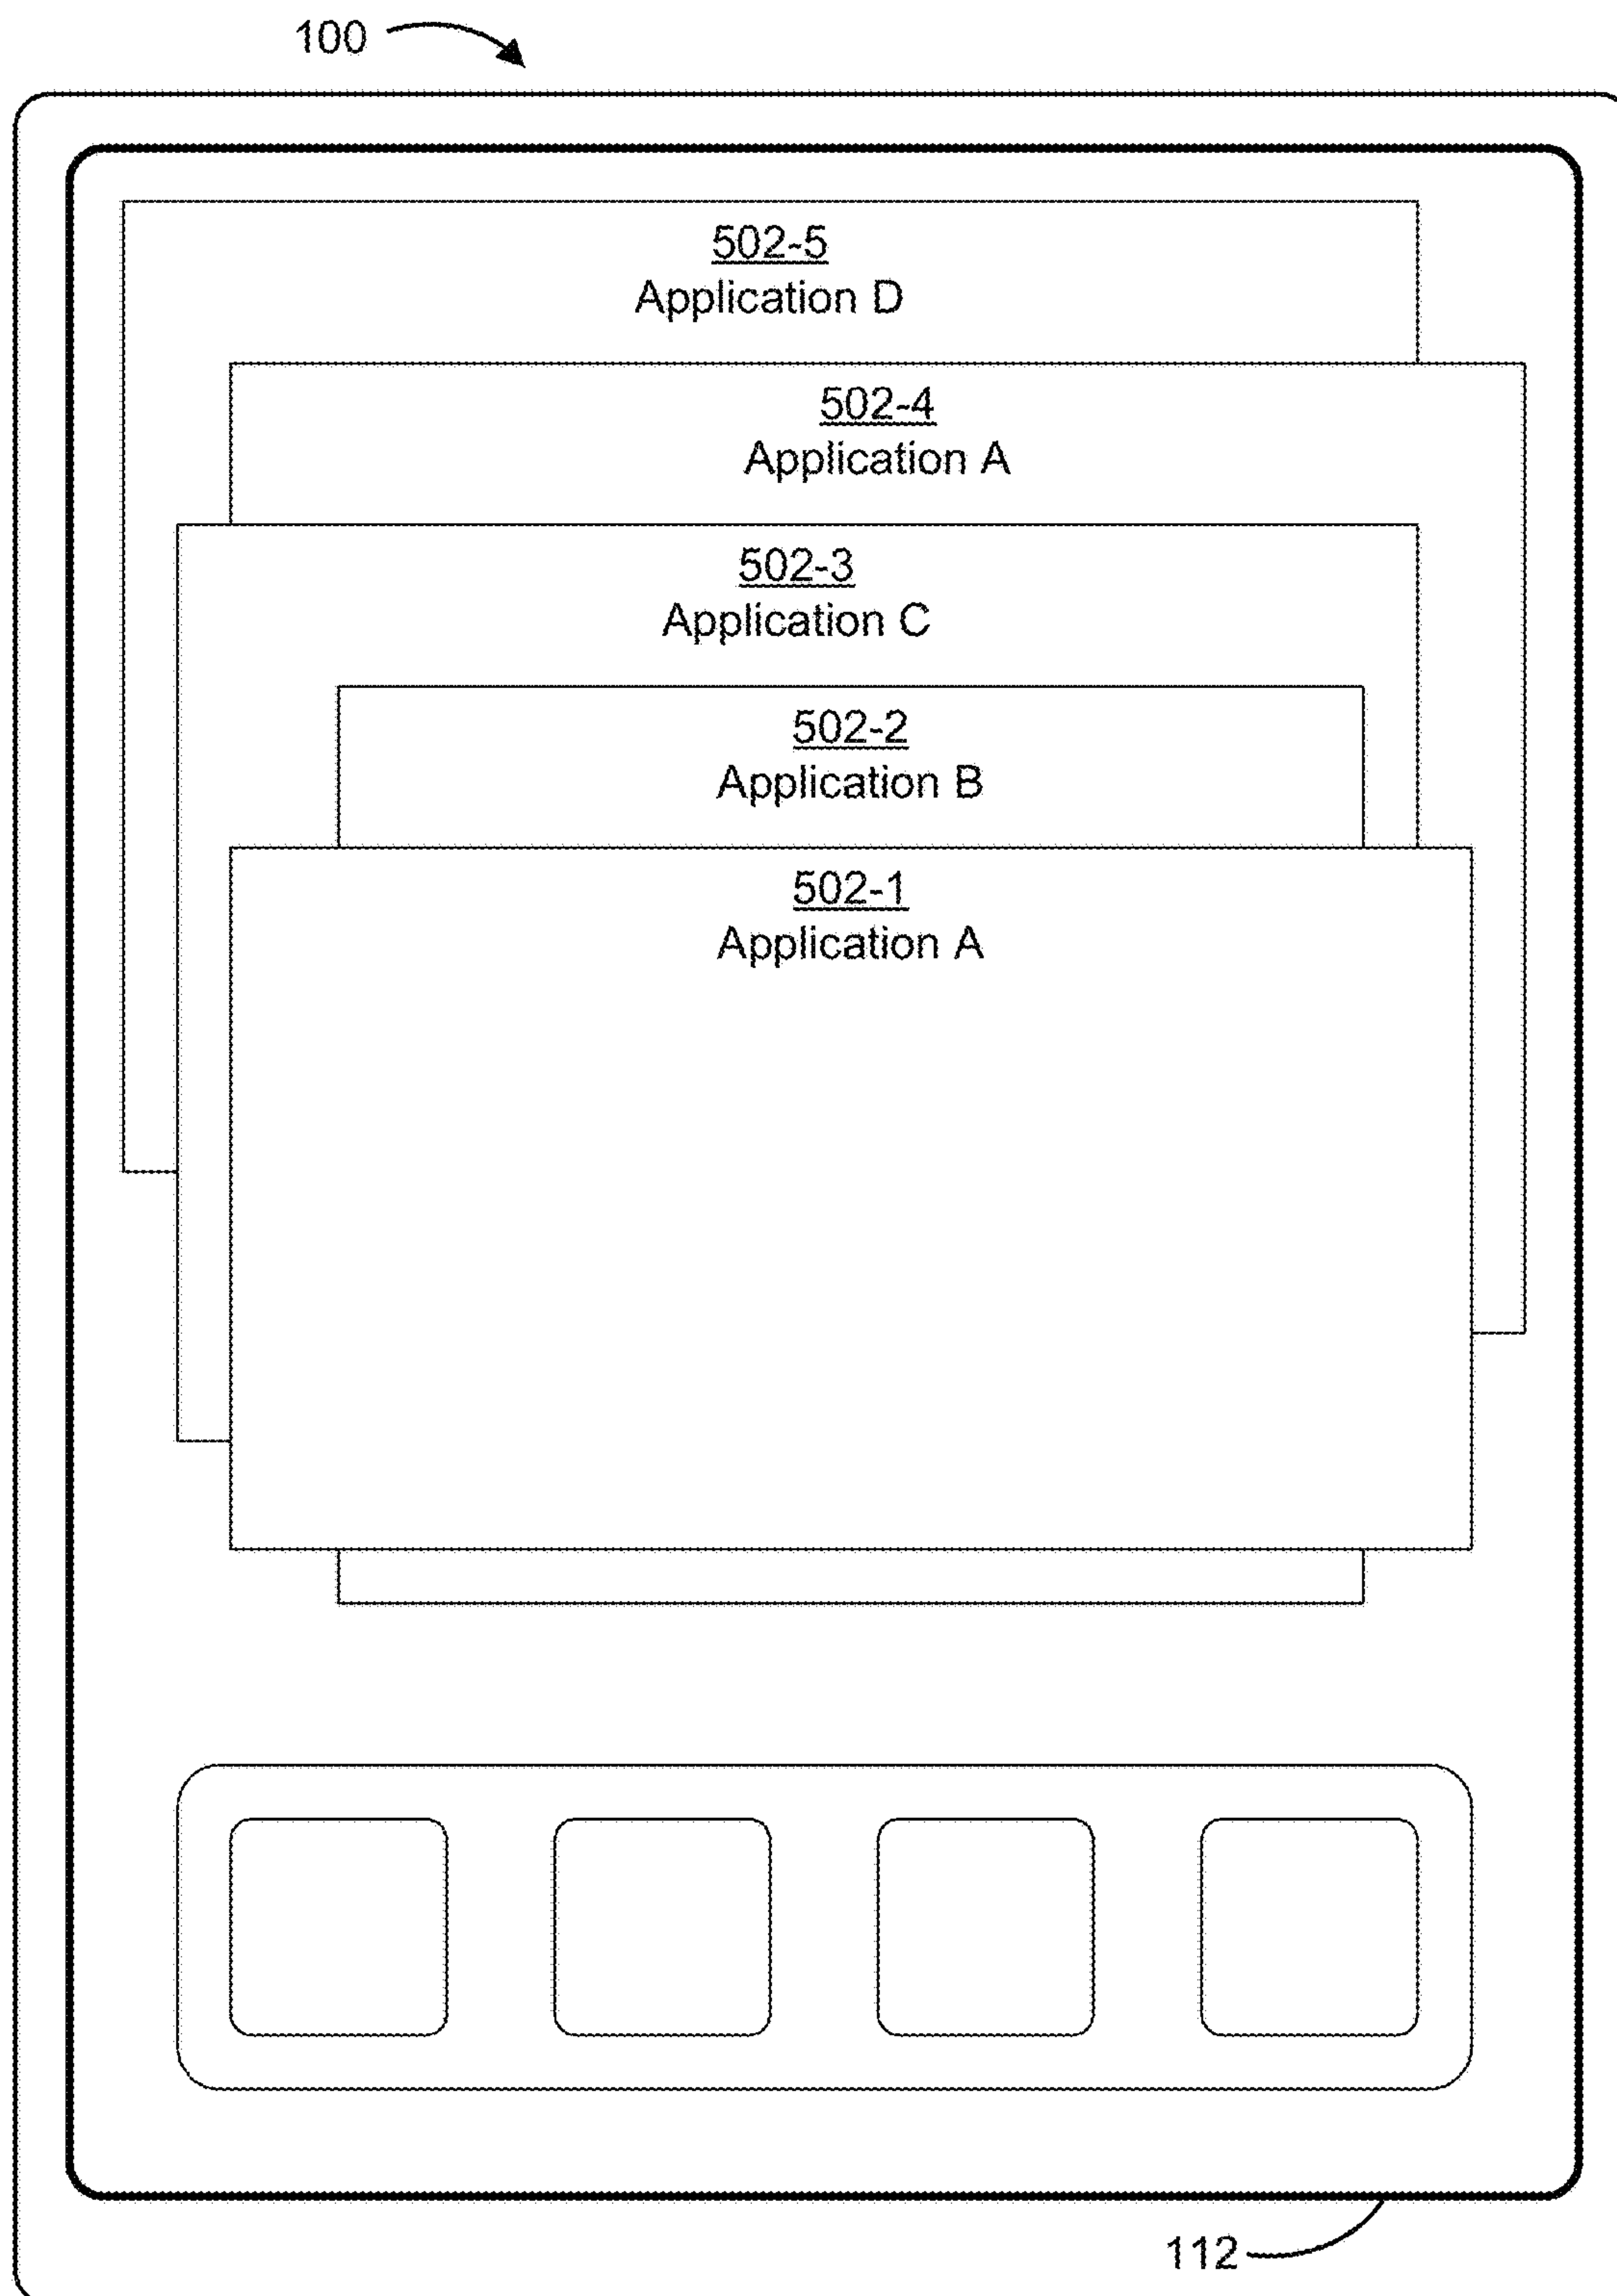 100
502-5
Application D
502-4
Application A
502-3
Application C
502-2
Application B
502-1
Application A
112